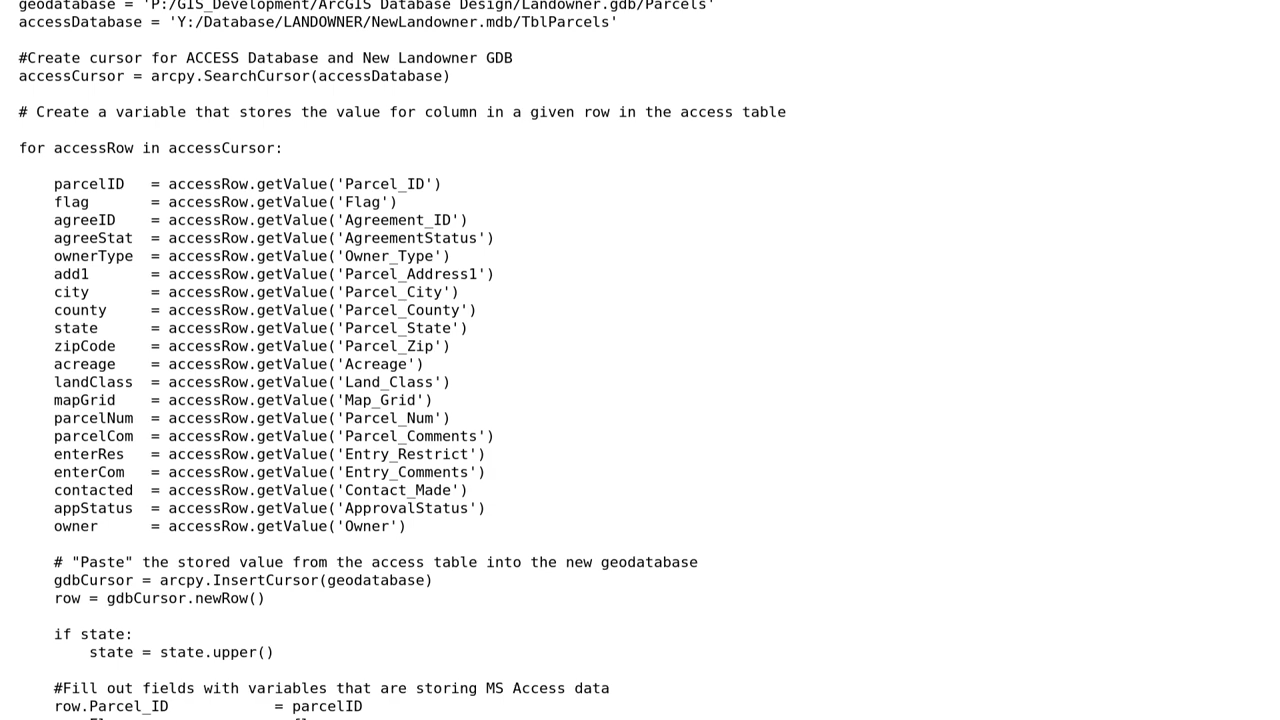 geodatabase = 'P:/GIS_Development/ArcGIS Database Design/Landowner.gdb/Parcels'
accessDatabase = 'Y:/Database/LANDOWNER/NewLandowner.mdb/TblParcels'
#Create cursor for ACCESS Database and New Landowner GDB
accessCursor = arcpy.SearchCursor(accessDatabase)
# Create a variable that stores the value for column in a given row in the access table
for accessRow in accessCursor:
parcelID = accessRow.getValue('Parcel_ID')
flag = accessRow.getValue('Flag')
agreeID = accessRow.getValue('Agreement_ID')
agreeStat = accessRow.getValue('AgreementStatus')
ownerType = accessRow.getValue('Owner_Type')
add1 = accessRow.getValue('Parcel_Address1')
city = accessRow.getValue('Parcel_City')
county = accessRow.getValue('Parcel_County')
state = accessRow.getValue('Parcel_State')
zipCode = accessRow.getValue('Parcel_Zip')
acreage = accessRow.getValue('Acreage')
landClass = accessRow.getValue('Land_Class')
mapGrid = accessRow.getValue('Map_Grid')
parcelNum = accessRow.getValue('Parcel_Num')
parcelCom = accessRow.getValue('Parcel_Comments')
enterRes = accessRow.getValue('Entry_Restrict')
enterCom = accessRow.getValue('Entry_Comments')
contacted = accessRow.getValue('Contact_Made')
appStatus = accessRow.getValue('ApprovalStatus')
owner = accessRow.getValue('Owner')
# "Paste" the stored value from the access table into the new geodatabase
gdbCursor = arcpy.InsertCursor(geodatabase)
row = gdbCursor.newRow()
if state:
state = state.upper()
#Fill out fields with variables that are storing MS Access data
row.Parcel_ID = parcelID